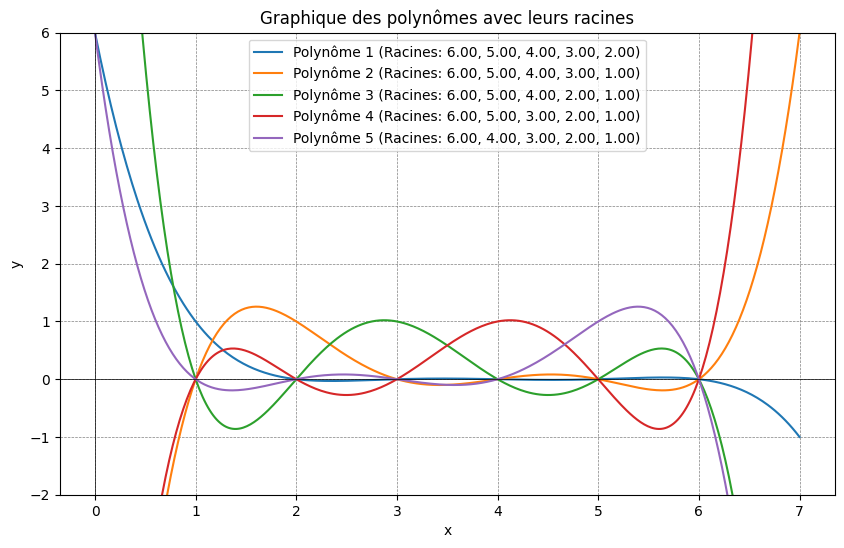 Graphique des polynômes avec leurs racines
Polynôme 1 (Racines: 6.00, 5.00, 4.00, 3.00, 2.00)
Polynôme 2 (Racines: 6.00, 5.00, 4.00, 3.00, 1.00)
Polynôme 3 (Racines: 6.00, 5.00, 4.00, 2.00, 1.00)
Polynôme 4 (Racines: 6.00, 5.00, 3.00, 2.00, 1.00)
Polynôme 5 (Racines: 6.00, 4.00, 3.00, 2.00, 1.00)
6
5
4
3
2
1
0
−1
−2
y
0 1 2 3 4 5 6 7
x